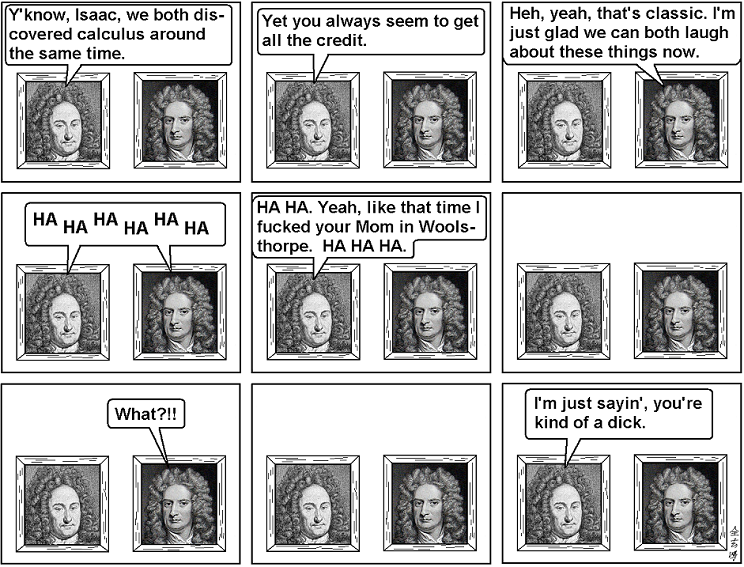 Y'know, Isaac, we both dis-
covered calculus around
the same time.
Yet you always seem to get
all the credit.
Heh, yeah, that's classic. I'm
just glad we can both laugh
about these things now.
HA HA HA HA HA HA
HA HA. Yeah, like that time I
fucked your Mom in Wools-
thorpe. HA HA HA.
What?!!
I'm just sayin', you're
kind of a dick.